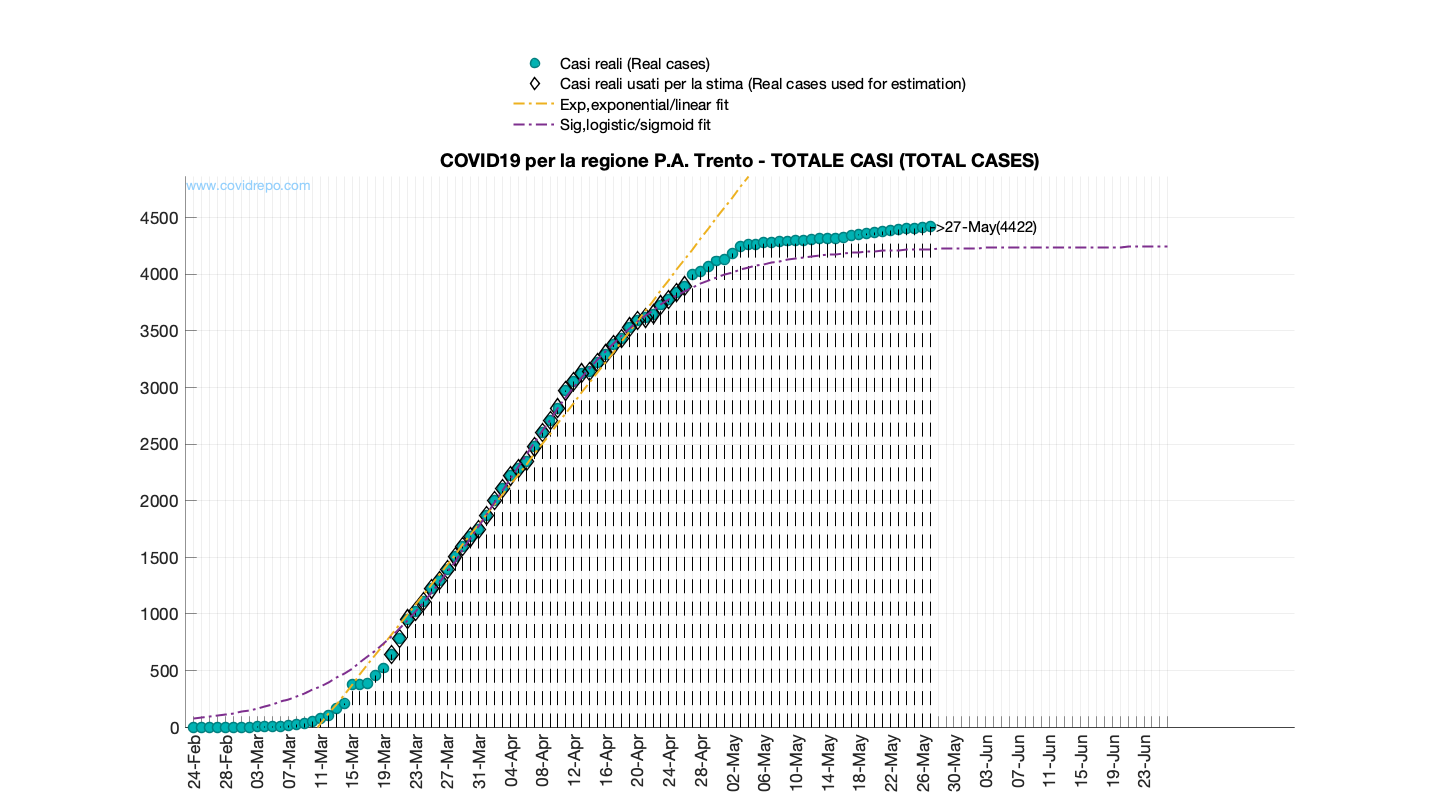 Casi reali (Real cases)
Casi reali usati per la stima (Real cases used for estimation)
Exp,exponential/linear fit
Sig,logistic/sigmoid fit
COVID19 per la regione P.A. Trento - TOTALE CASI (TOTAL CASES)
www.covidrepo.com
4500
->27-May(4422)
4000
3500
3000
2500
2000
1500
1000
500
0
24-Feb
28-Feb
03-Mar
07-Mar
11-Mar
15-Mar
19-Mar
23-Mar
27-Mar
31-Mar
04-Apr
08-Apr
12-Apr
16-Apr
20-Apr
24-Apr
28-Apr
02-May
06-May
10-May
14-May
18-May
22-May
26-May
30-May
03-Jun
07-Jun
11-Jun
15-Jun
19-Jun
23-Jun